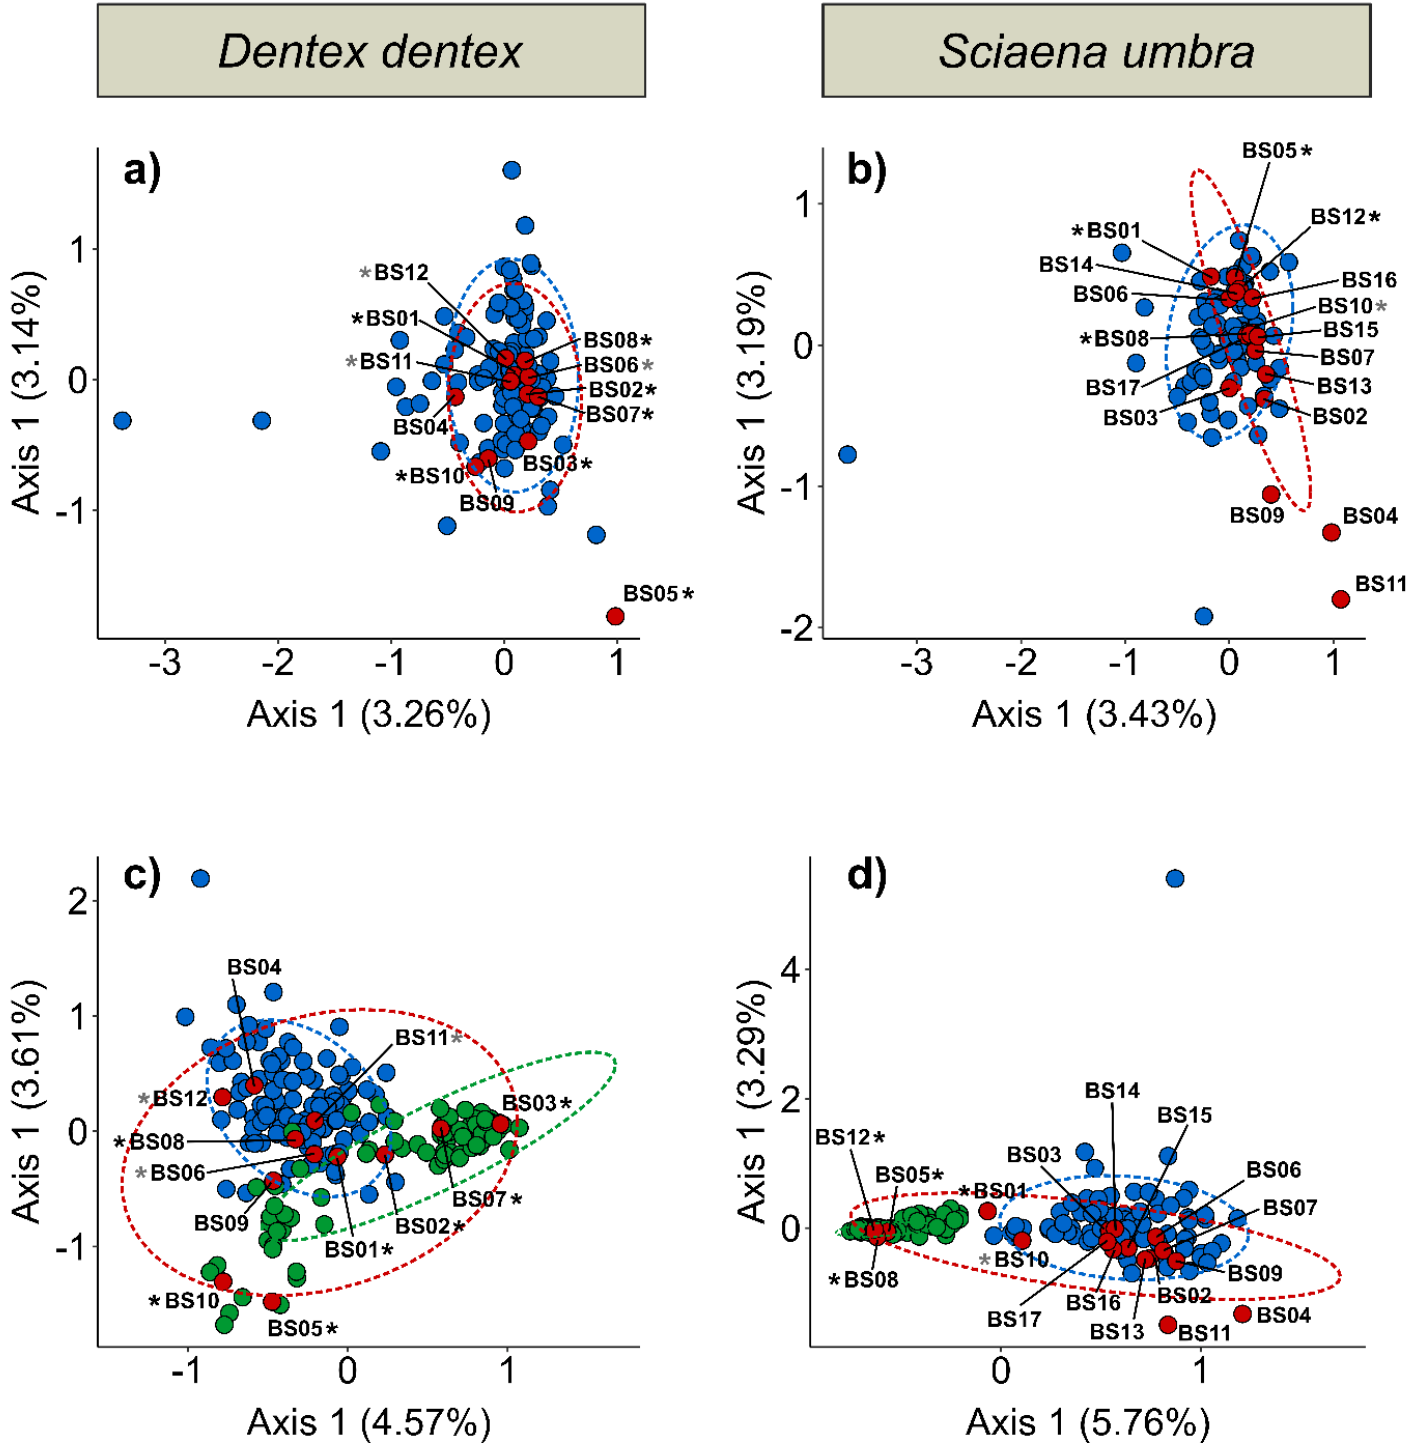 Dentex dentex
Sciaena umbra
a)
*BS12
*BS01
*BS11
BS04
*BS10
BS09
BS08*
BS06*
BS02*
BS07*
BS03*
BS05*
1
0
-1
-3 -2 -1 0 1
Axis 1 (3.14%)
Axis 1 (3.26%)
b)
BS05*
*BS01
BS12*
BS14
BS06
BS16
BS10*
*BS08
BS15
BS07
BS17
BS13
BS03
BS02
BS09
BS04
BS11
1
0
-1
-2
-3 -2 -1 0 1
Axis 1 (3.19%)
Axis 1 (3.43%)
c)
BS04
BS11*
*BS12
BS03*
*BS08
*BS06
BS07*
BS09
BS02*
BS01*
*BS10
BS05*
2
1
0
-1
-1 0 1
Axis 1 (3.61%)
Axis 1 (4.57%)
d)
BS14
BS15
BS12*
BS03
BS06
BS05*
*BS01
BS07
*BS10
*BS08
BS09
BS16
BS02
BS17
BS04
BS13
BS11
4
2
0
0 1
Axis 1 (3.29%)
Axis 1 (5.76%)